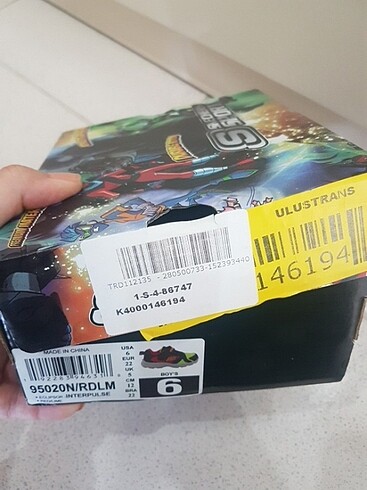 S
ULUSTRANS
146194
TRD112135 - 280500733-152393440
1-S-4-86747
K4000146194
MADE IN CHINA
95020N/RDLM
INTERPULSE
USA
6
EUR
22
UK
5
CM
12
BRA
21
BOY'S
6